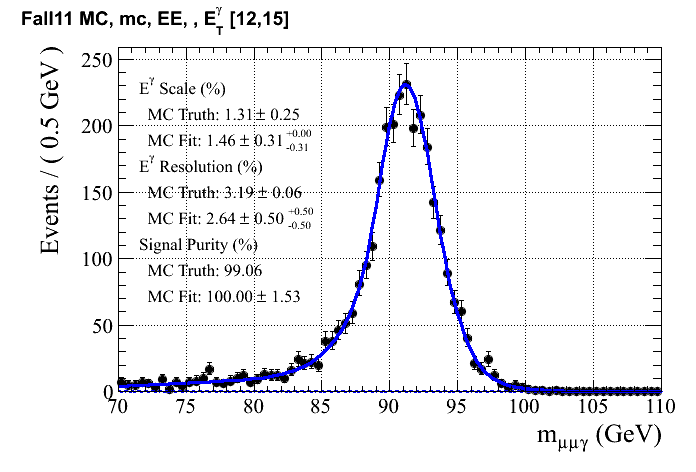 Fall11 MC, mc, EE, , E_T^γ [12,15]
Events / ( 0.5 GeV )
250
200
150
100
50
0
E^γ Scale (%)
MC Truth: 1.31 ± 0.25
MC Fit: 1.46 ± 0.31 +0.00 -0.31
E^γ Resolution (%)
MC Truth: 3.19 ± 0.06
MC Fit: 2.64 ± 0.50 +0.50 -0.50
Signal Purity (%)
MC Truth: 99.06
MC Fit: 100.00 ± 1.53
70 75 80 85 90 95 100 105 110
m_μμγ (GeV)